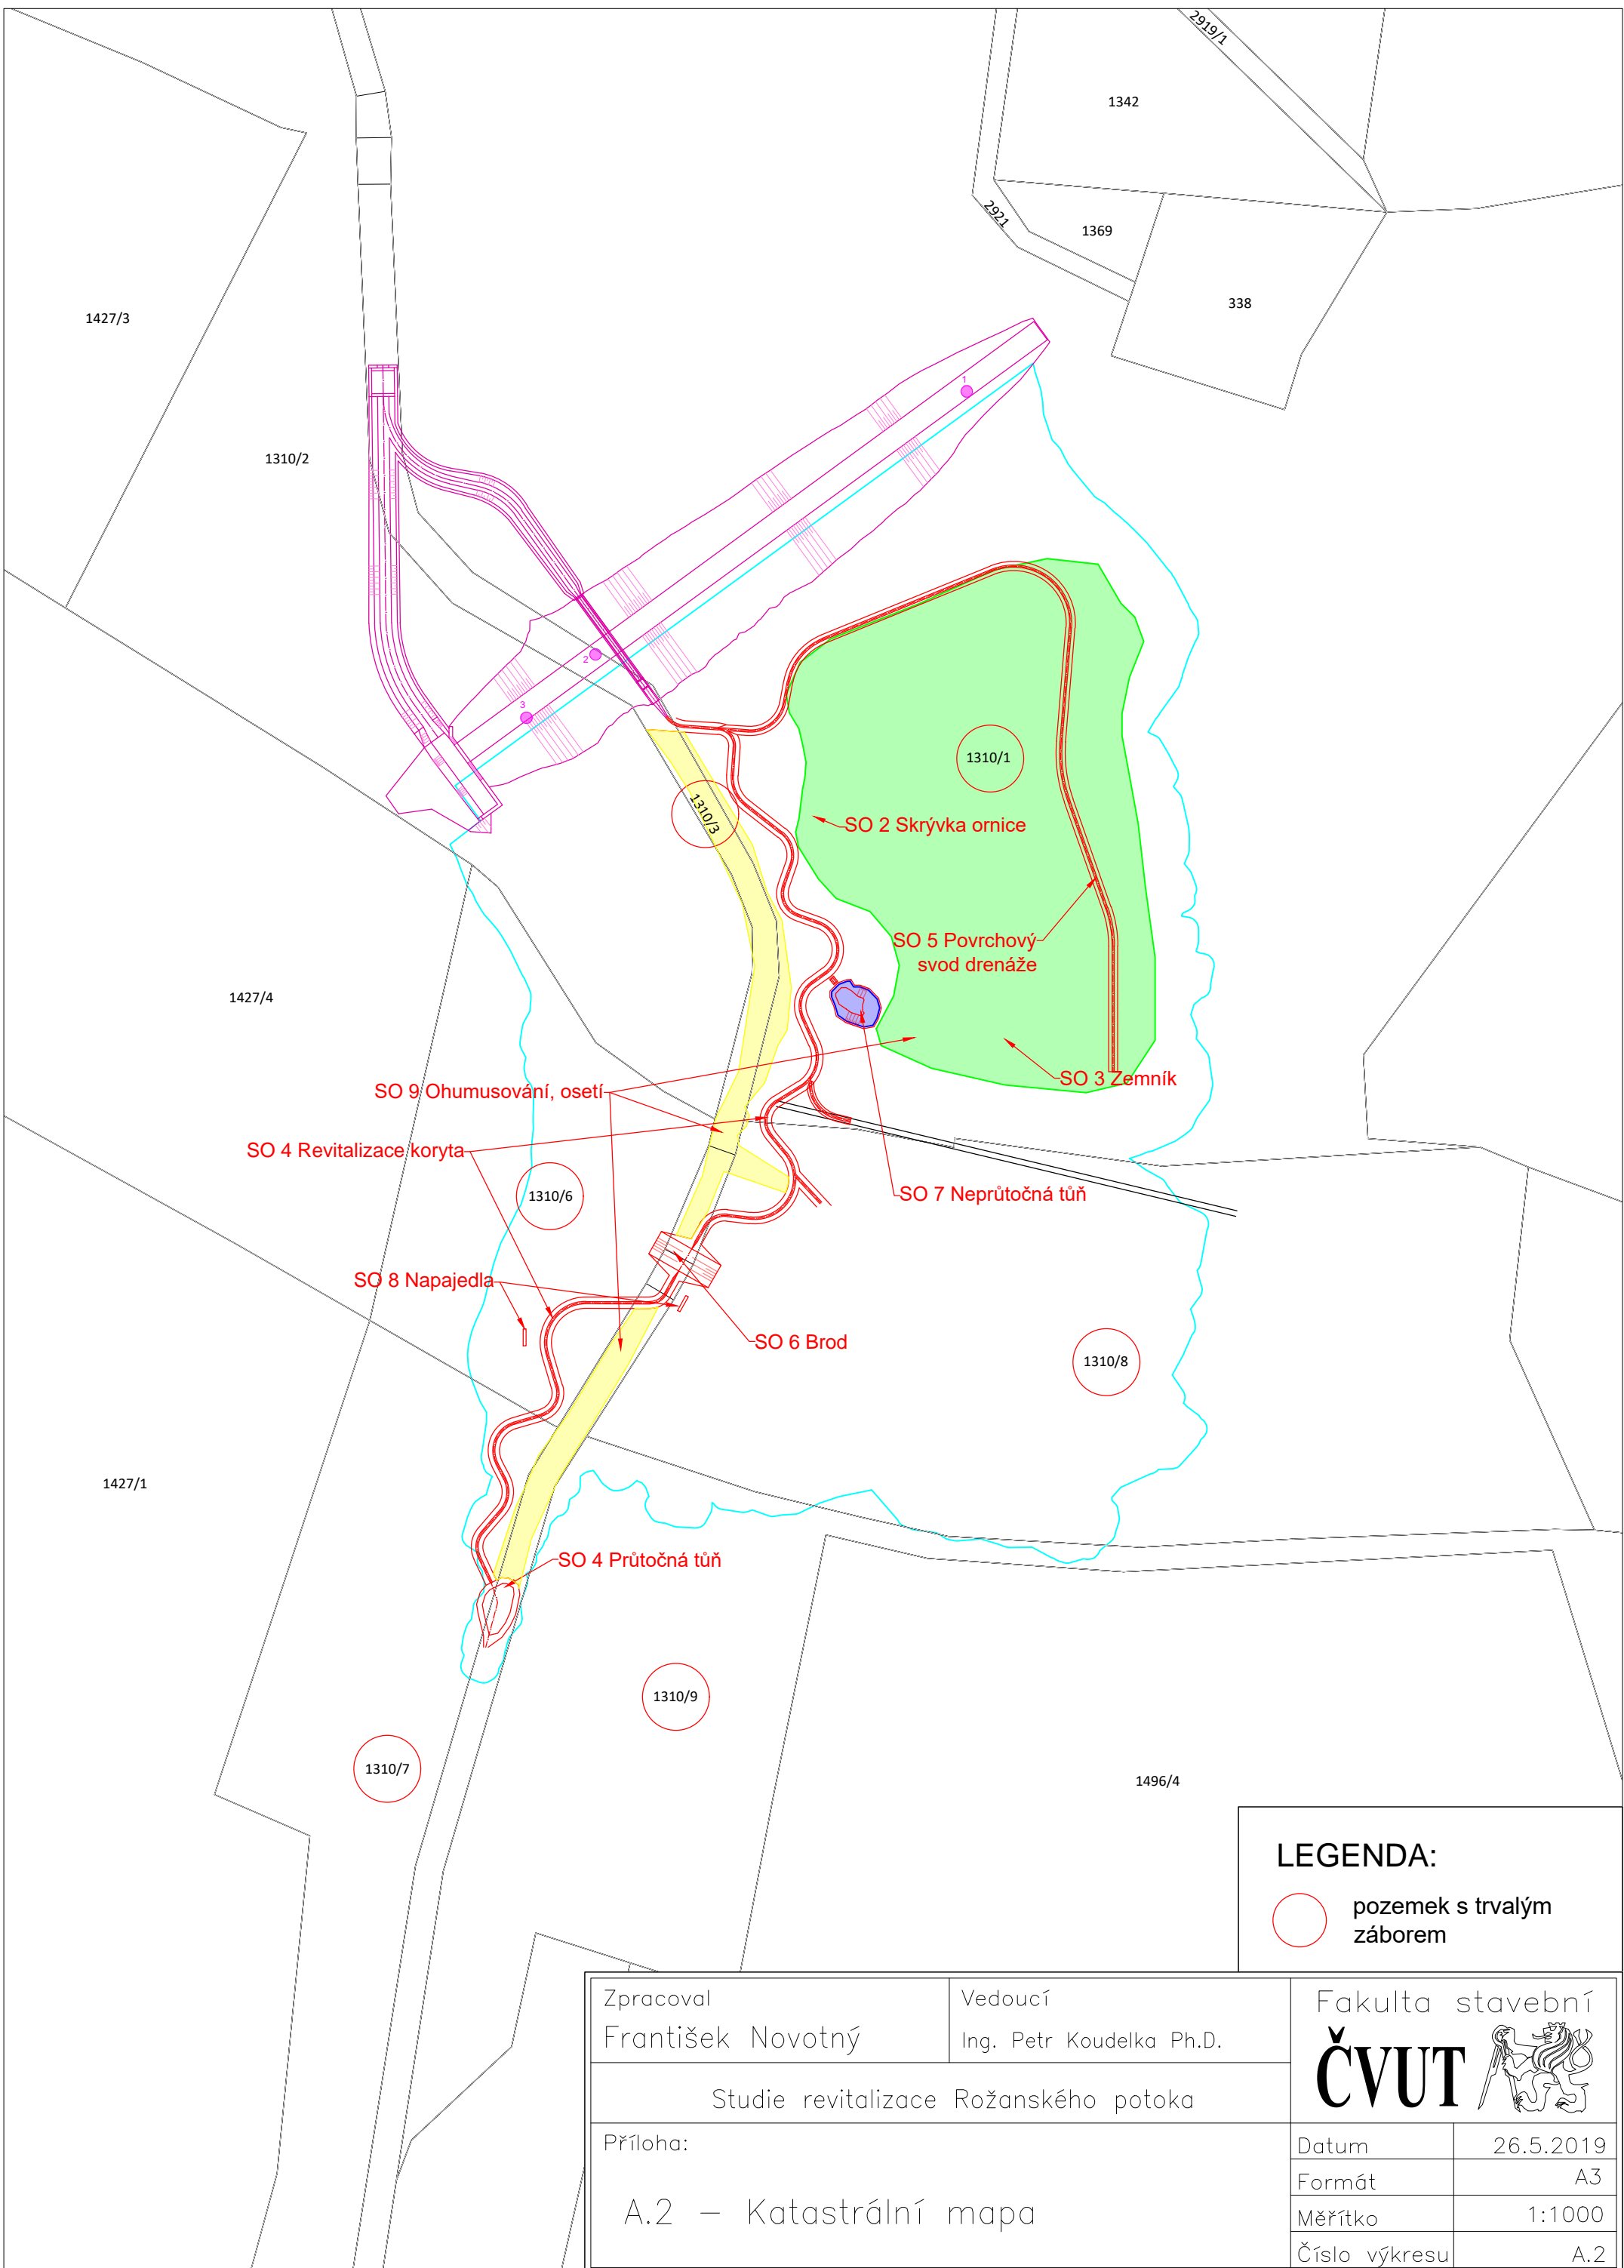 2919/1
1342
2921
1369
338
1427/3
1310/2
1
2
3
1310/1
1310/3
SO 2 Skrývka ornice
SO 5 Povrchový
svod drenáže
1427/4
SO 9 Ohumusování, osetí
SO 3 Zemník
SO 4 Revitalizace koryta
1310/6
SO 7 Neprůtočná tůň
SO 8 Napajedla
SO 6 Brod
1310/8
1427/1
SO 4 Průtočná tůň
1310/9
1310/7
1496/4
LEGENDA:
pozemek s trvalým
záborem
Zpracoval
František Novotný
Vedoucí
Ing. Petr Koudelka Ph.D.
Fakulta stavební
ČVUT
Studie revitalizace Rožanského potoka
Příloha:
A.2 – Katastrální mapa
Datum 26.5.2019
Formát A3
Měřítko 1:1000
Číslo výkresu A.2